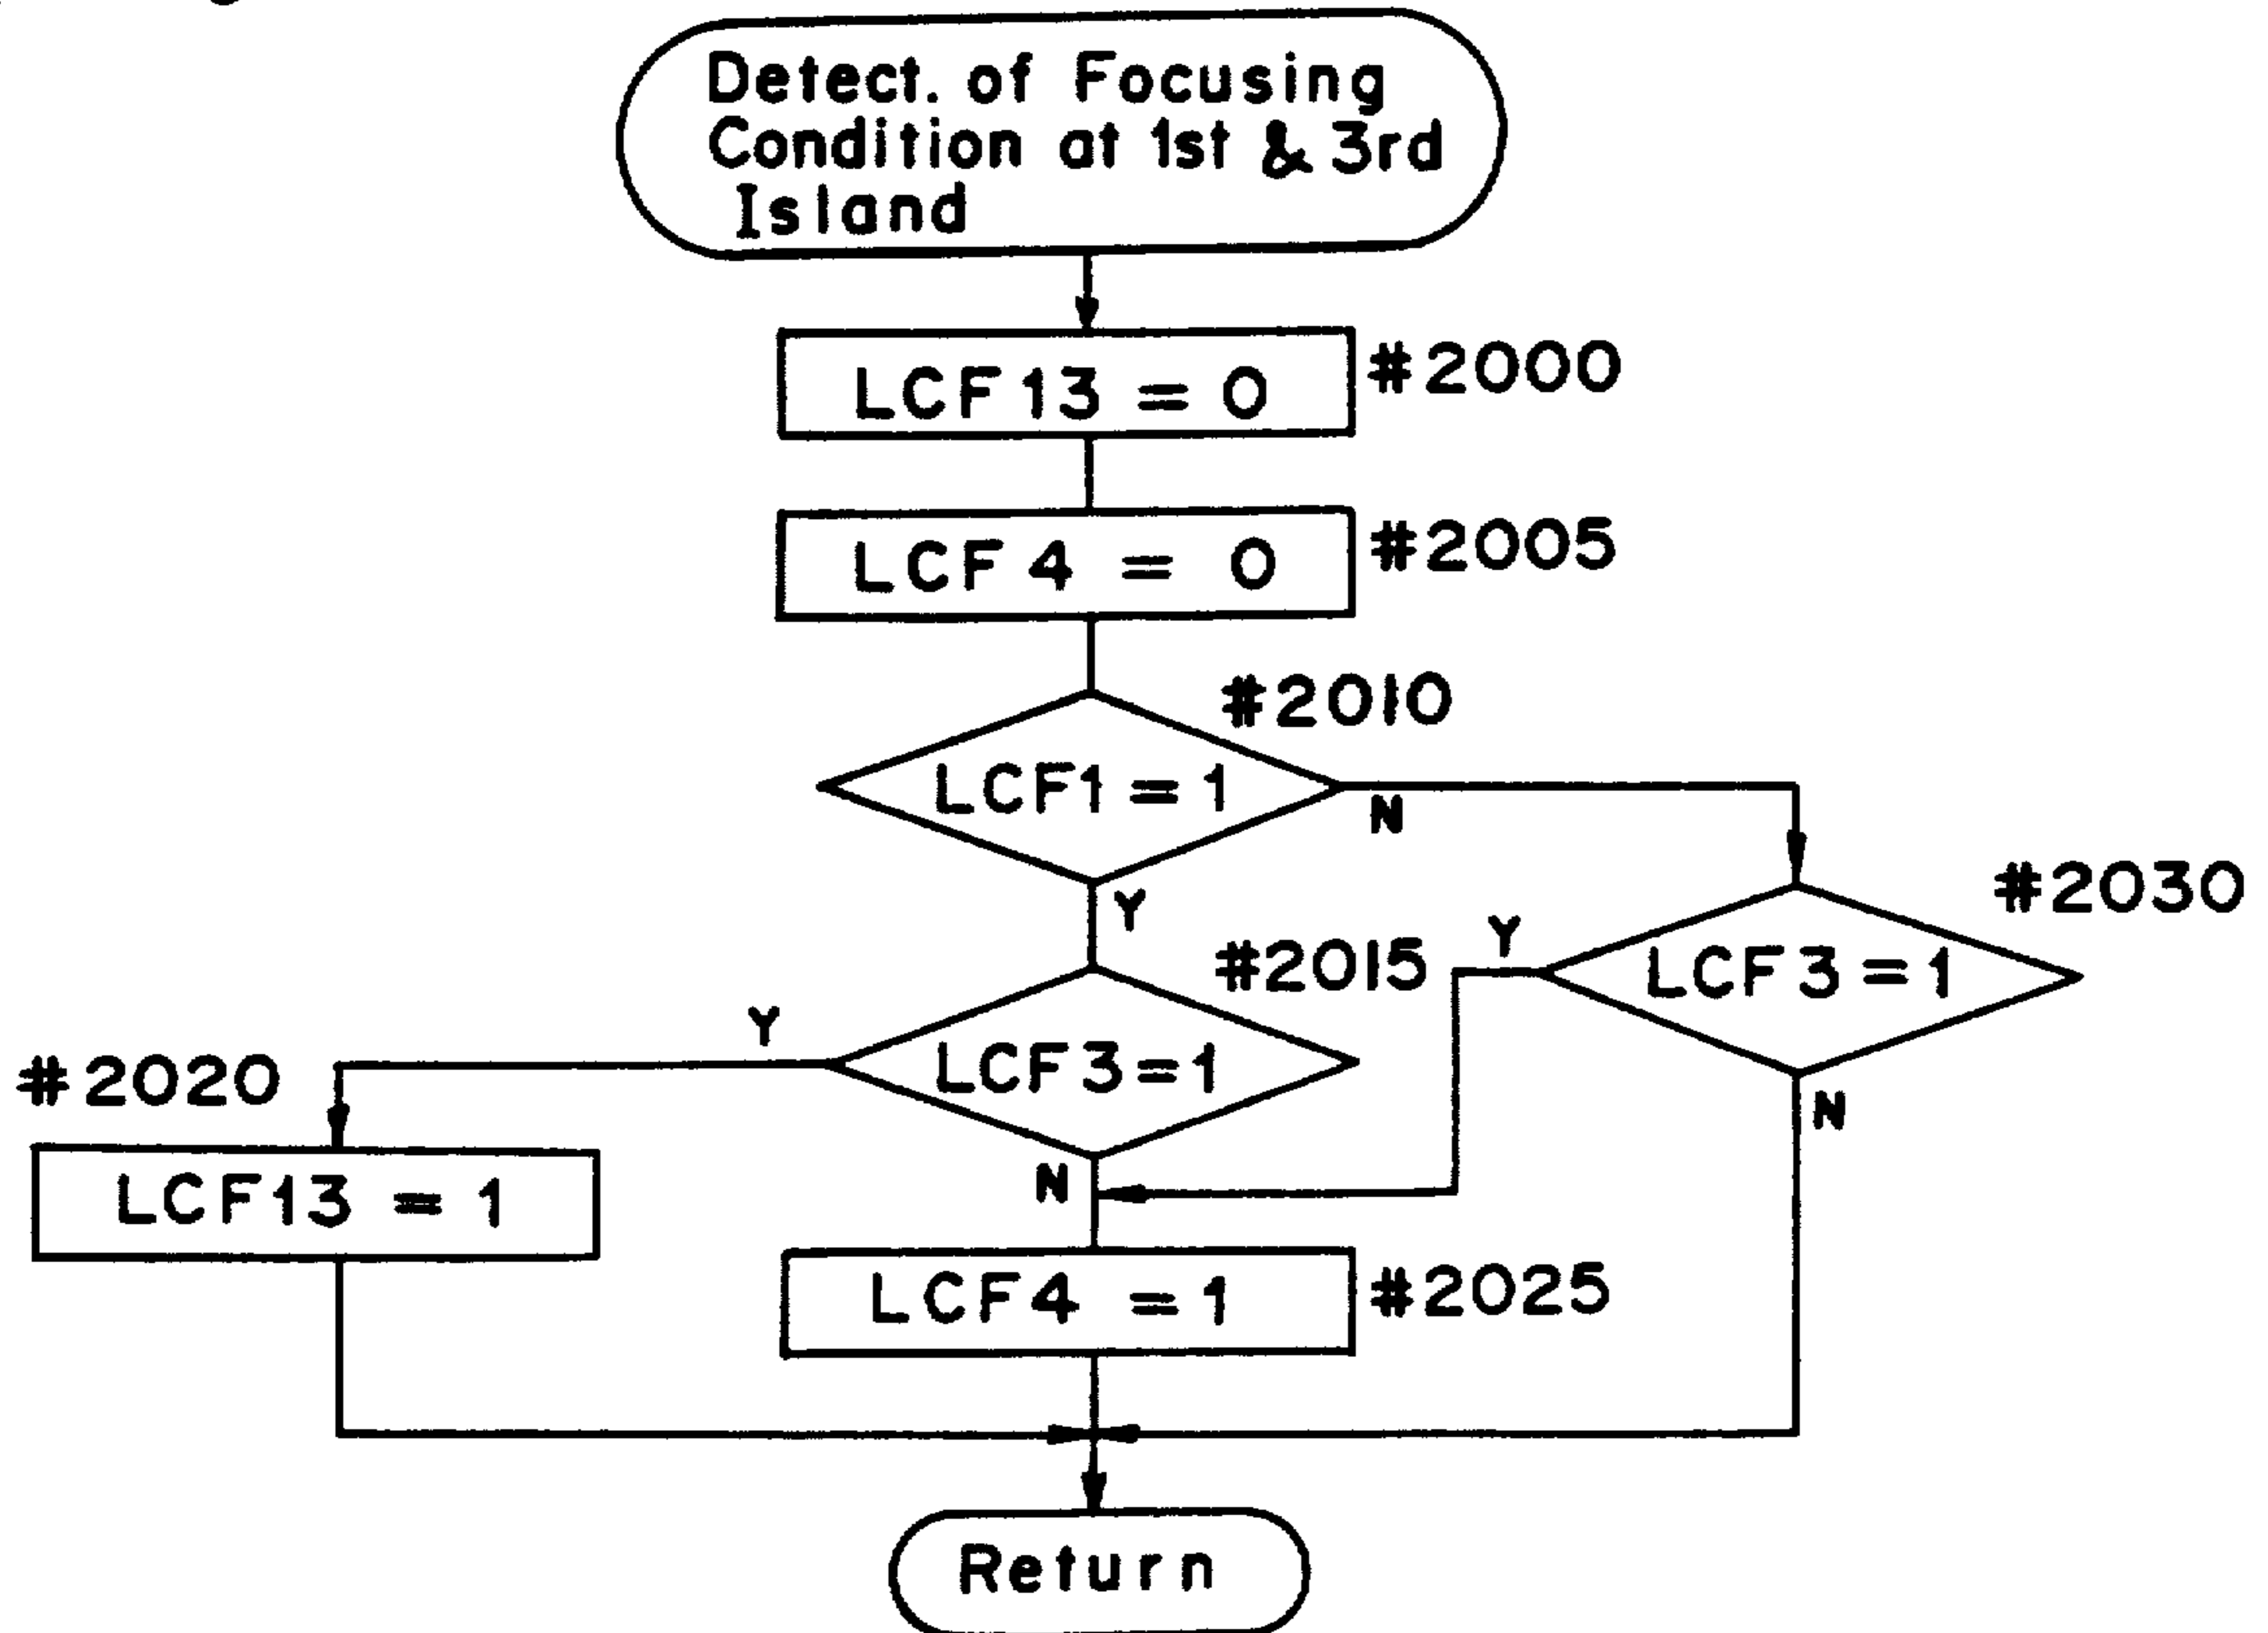 Detect. of Focusing
Condition at 1st & 3rd
Island
LCF13 = 0
#2000
LCF4 = 0
#2005
#2010
LCF1=1
N
Y
#2030
LCF3=1
Y
N
#2015
LCF3=1
Y
N
#2020
LCF13 = 1
LCF4 = 1
#2025
Return